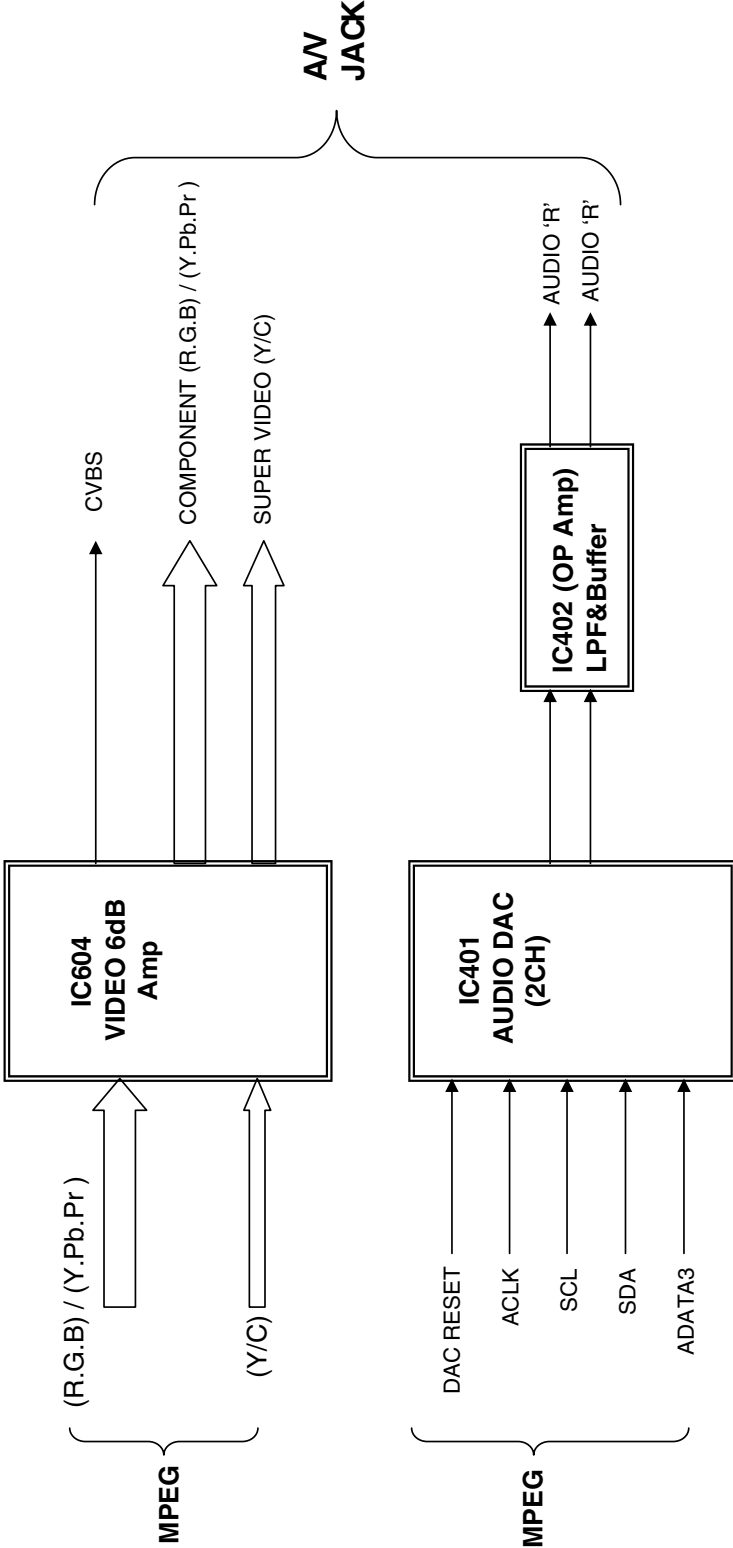 MPEG
(R.G.B) / (Y.Pb.Pr )
(Y/C)
IC604
VIDEO 6dB
Amp
CVBS
COMPONENT (R.G.B) / (Y.Pb.Pr )
SUPER VIDEO (Y/C)
A/V
JACK
MPEG
DAC RESET
ACLK
SCL
SDA
ADATA3
IC401
AUDIO DAC
(2CH)
IC402 (OP Amp)
LPF&Buffer
AUDIO ‘R’
AUDIO ‘R’